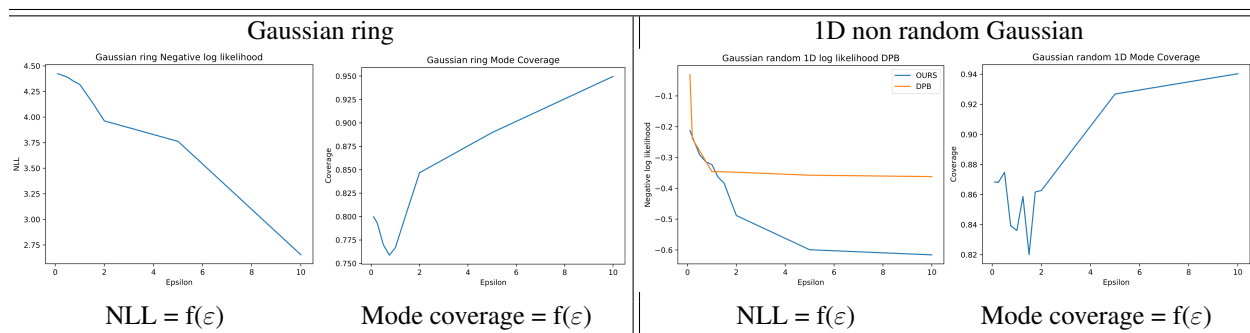 Gaussian ring
1D non random Gaussian
Gaussian ring Negative log likelihood
4.50
4.25
4.00
3.75
3.50
3.25
3.00
2.75
NLL
0 2 4 6 8 10
Epsilon
Gaussian ring Mode Coverage
0.950
0.925
0.900
0.875
0.850
0.825
0.800
0.775
0.750
Coverage
0 2 4 6 8 10
Epsilon
Gaussian random 1D log likelihood DPB
OURS
DPB
−0.1
−0.2
−0.3
−0.4
−0.5
−0.6
Negative log likelihood
0 2 4 6 8 10
Epsilon
Gaussian random 1D Mode Coverage
0.94
0.92
0.90
0.88
0.86
0.84
0.82
Coverage
0 2 4 6 8 10
Epsilon
NLL = f(ε)
Mode coverage = f(ε)
NLL = f(ε)
Mode coverage = f(ε)